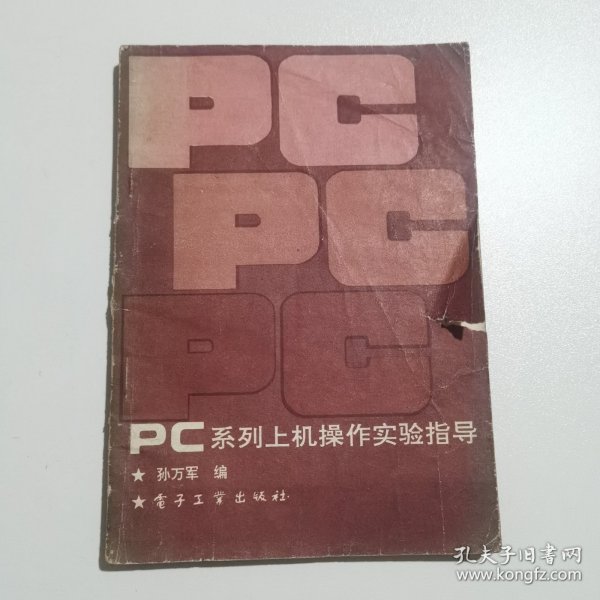 PC
PC
PC
PC系列上机操作实验指导
★ 孙万军 编
★ 電子工業出版社
孔夫子旧书网
www.kongfz.com